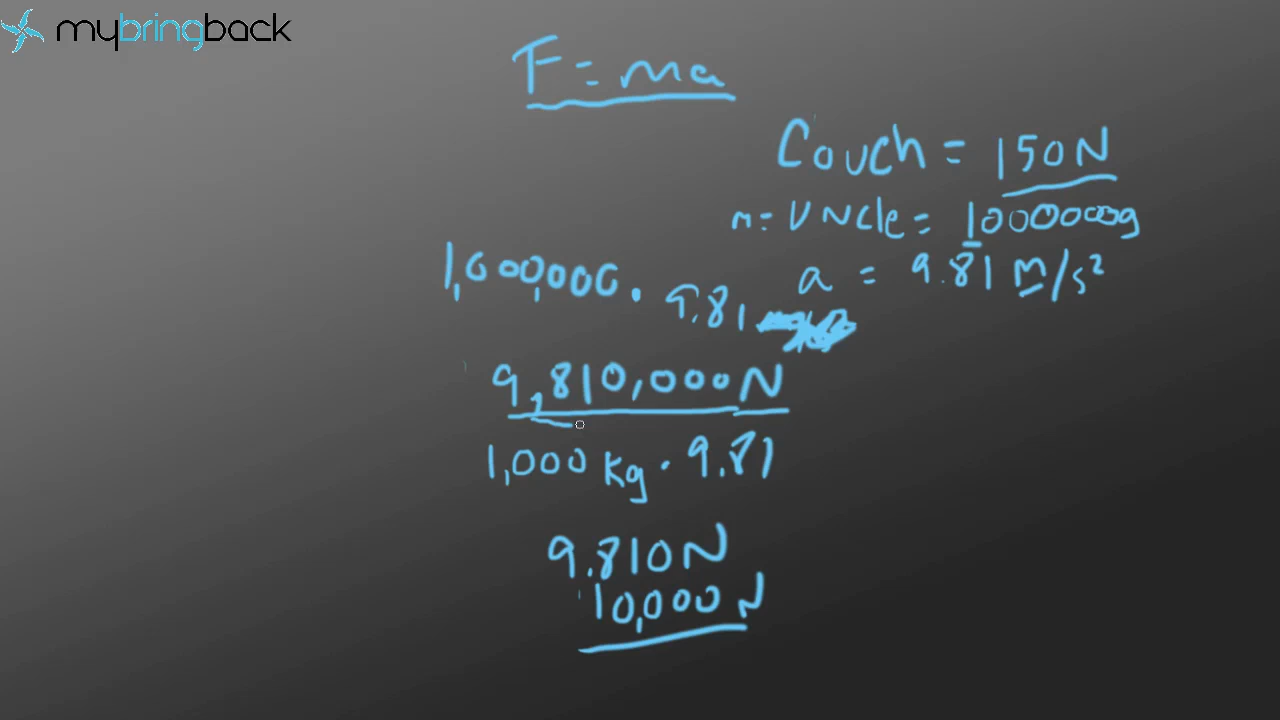 mybringback
F = ma
Couch = 150N
m = UNcle = 1000000g
a = 9.81 m/s²
1,000,000 · 9.81
9,810,000N
1,000 Kg · 9.81
9.810N
10,000N